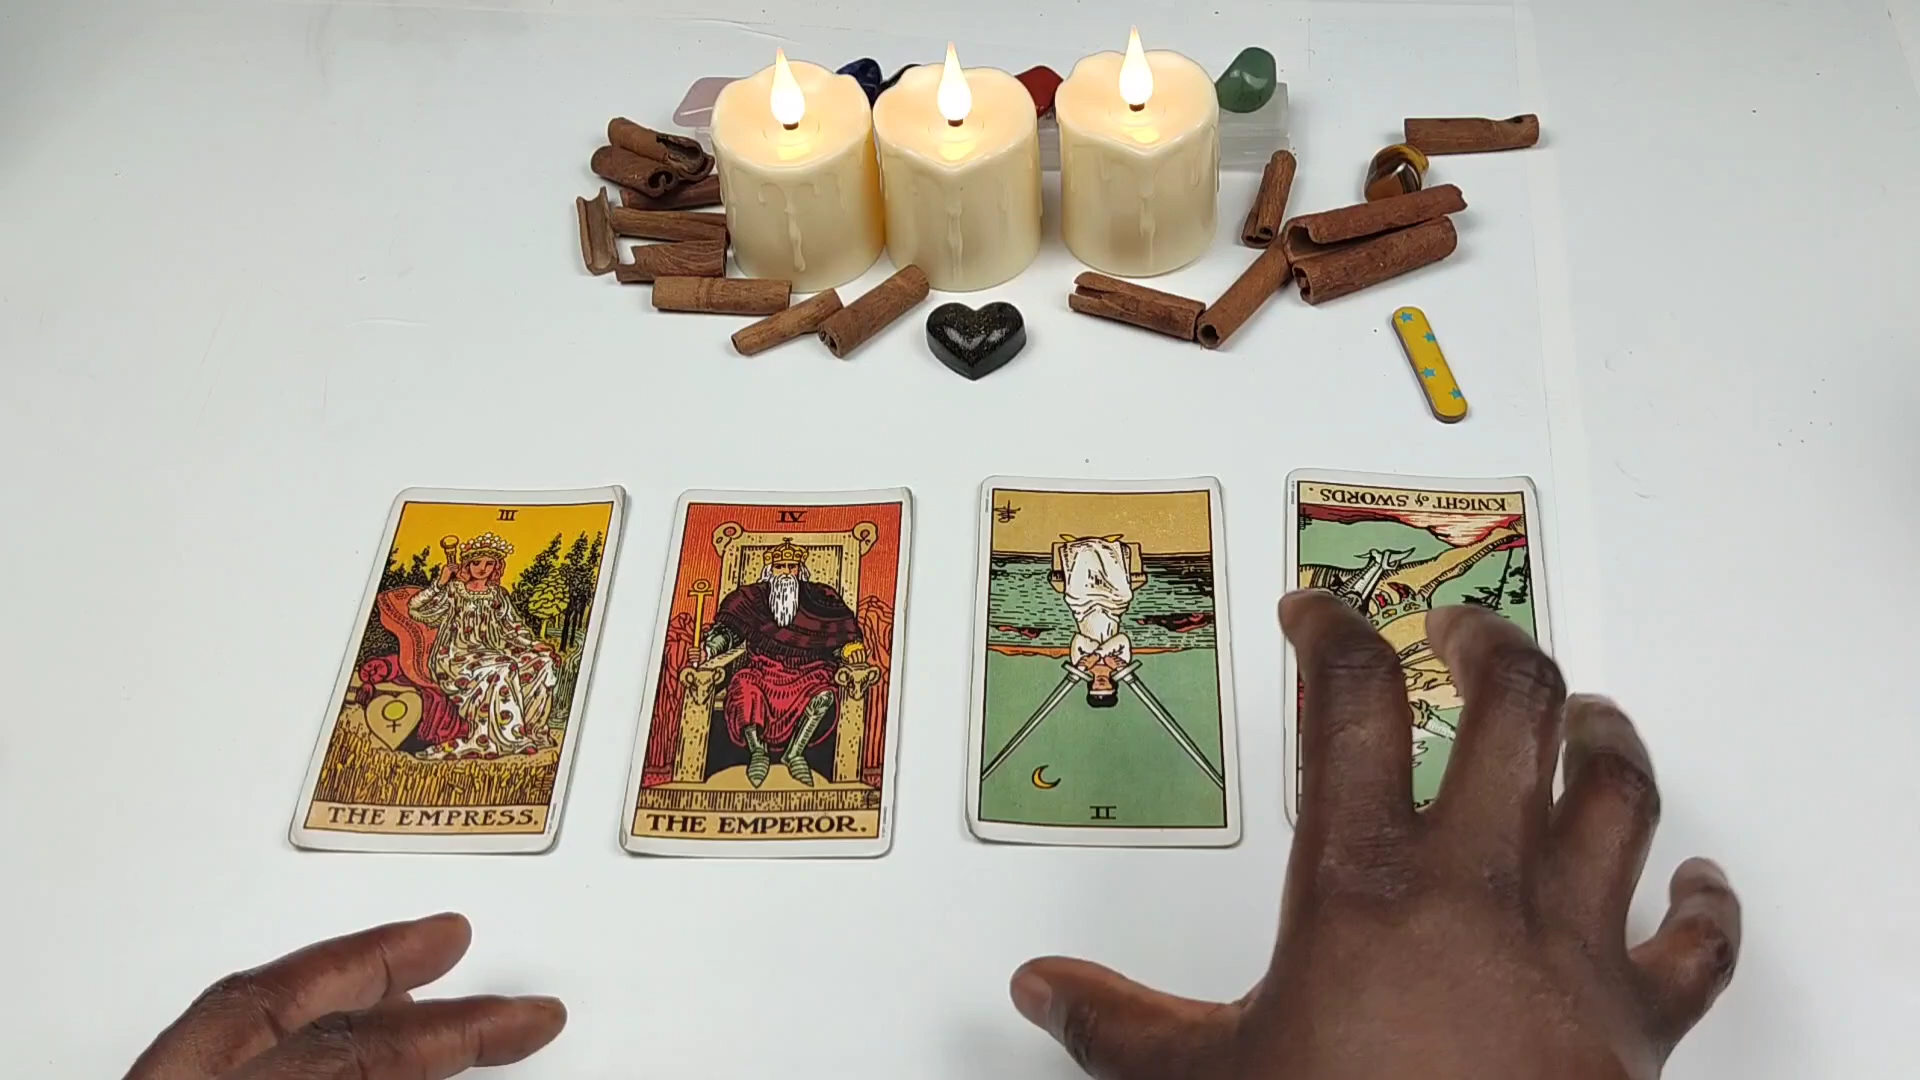 III
THE EMPRESS.
IV
THE EMPEROR.
II
KNIGHT of SWORDS.